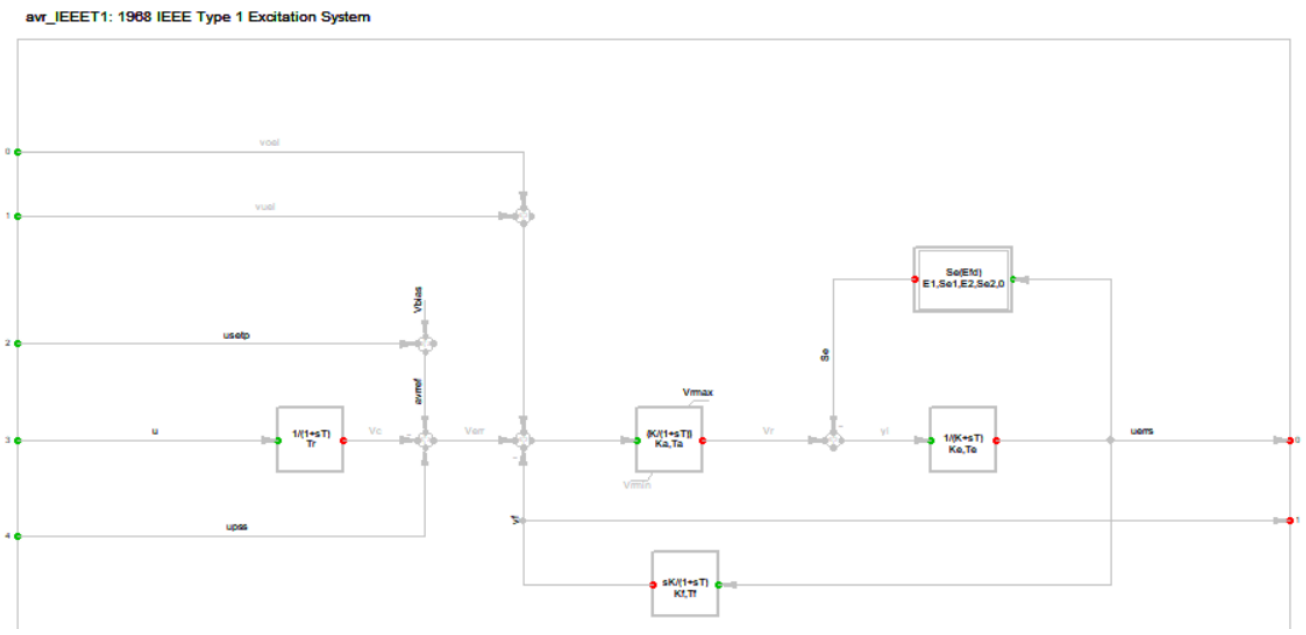 avr_IEEET1: 1968 IEEE Type 1 Excitation System
0
voel
1
vuel
Se(Efd)
E1,Se1,E2,Se2,0
Vbias
2
usetp
Se
avrref
Vrmax
3
u
1/(1+sT)
Tr
Vc
-
Verr
(K/(1+sT))
Ka,Ta
Vr
-
yi
1/(K+sT)
Ke,Te
uerrs
0
Vrmin
-
4
upss
yf
1
sK/(1+sT)
Kf,Tf